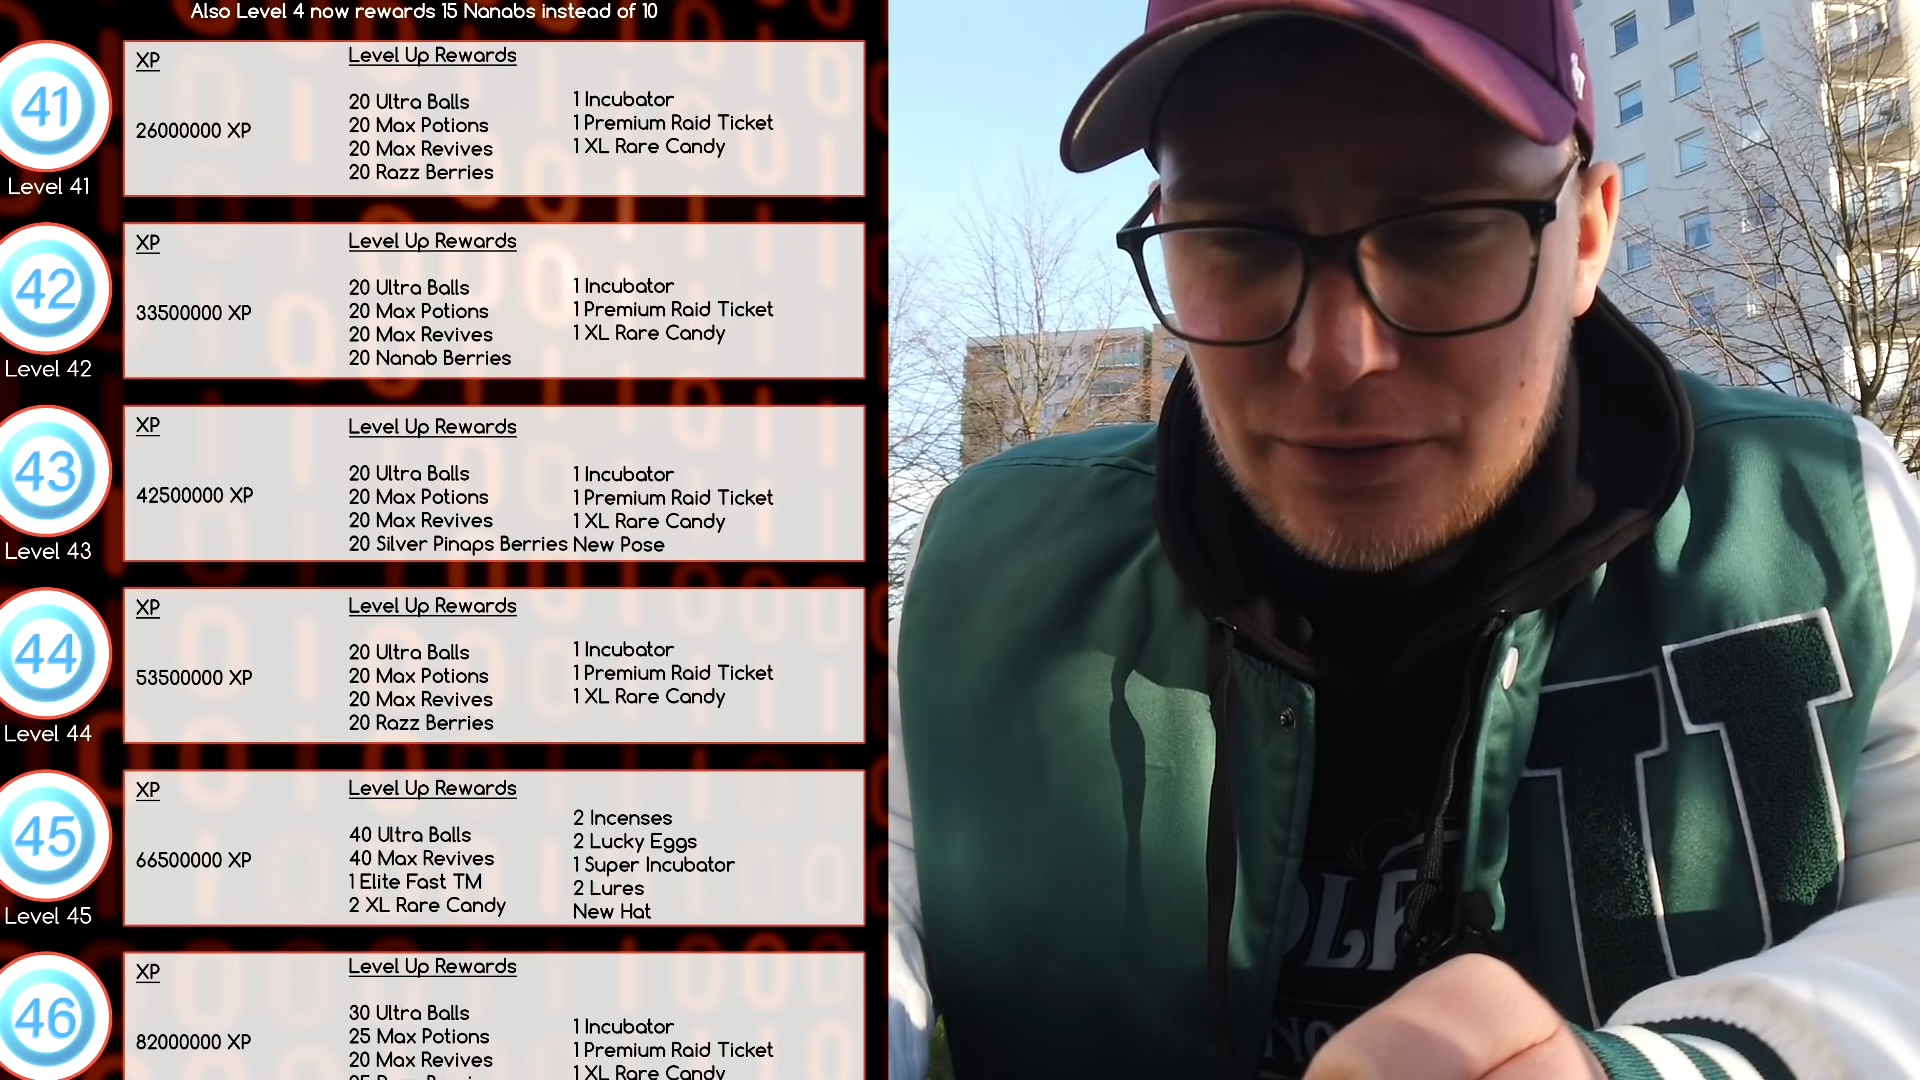 Also Level 4 now rewards 15 Nanabs instead of 10
41
Level 41
XP
26000000 XP
Level Up Rewards
20 Ultra Balls
20 Max Potions
20 Max Revives
20 Razz Berries
1 Incubator
1 Premium Raid Ticket
1 XL Rare Candy
42
Level 42
XP
33500000 XP
Level Up Rewards
20 Ultra Balls
20 Max Potions
20 Max Revives
20 Nanab Berries
1 Incubator
1 Premium Raid Ticket
1 XL Rare Candy
43
Level 43
XP
42500000 XP
Level Up Rewards
20 Ultra Balls
20 Max Potions
20 Max Revives
20 Silver Pinaps Berries
1 Incubator
1 Premium Raid Ticket
1 XL Rare Candy
New Pose
44
Level 44
XP
53500000 XP
Level Up Rewards
20 Ultra Balls
20 Max Potions
20 Max Revives
20 Razz Berries
1 Incubator
1 Premium Raid Ticket
1 XL Rare Candy
45
Level 45
XP
66500000 XP
Level Up Rewards
40 Ultra Balls
40 Max Revives
1 Elite Fast TM
2 XL Rare Candy
2 Incenses
2 Lucky Eggs
1 Super Incubator
2 Lures
New Hat
46
XP
82000000 XP
Level Up Rewards
30 Ultra Balls
25 Max Potions
20 Max Revives
1 Incubator
1 Premium Raid Ticket
1 XL Rare Candy